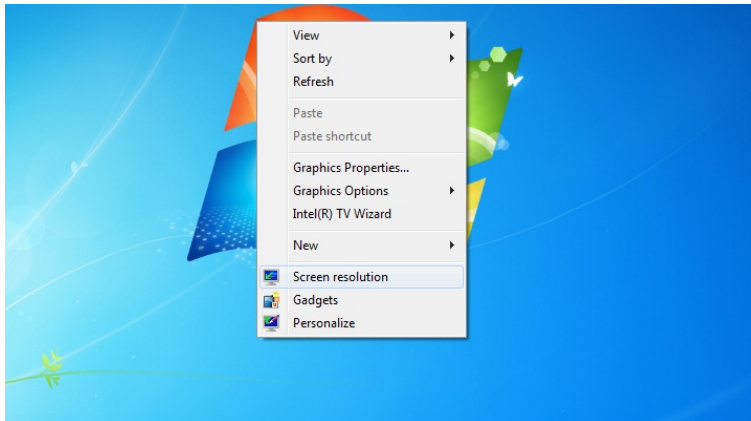 View
Sort by
Refresh
Paste
Paste shortcut
Graphics Properties...
Graphics Options
Intel(R) TV Wizard
New
Screen resolution
Gadgets
Personalize